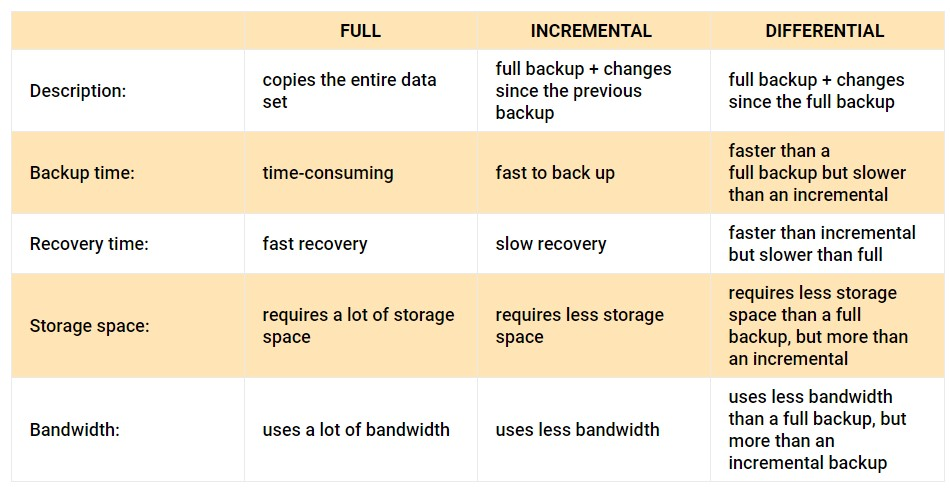 FULL INCREMENTAL DIFFERENTIAL
Description:
copies the entire data
set
full backup + changes
since the previous
backup
full backup + changes
since the full backup
Backup time:
time-consuming
fast to back up
faster than a
full backup but slower
than an incremental
Recovery time:
fast recovery
slow recovery
faster than incremental
but slower than full
Storage space:
requires a lot of storage
space
requires less storage
space
requires less storage
space than a full
backup, but more than
an incremental
Bandwidth:
uses a lot of bandwidth
uses less bandwidth
uses less bandwidth
than a full backup, but
more than an
incremental backup